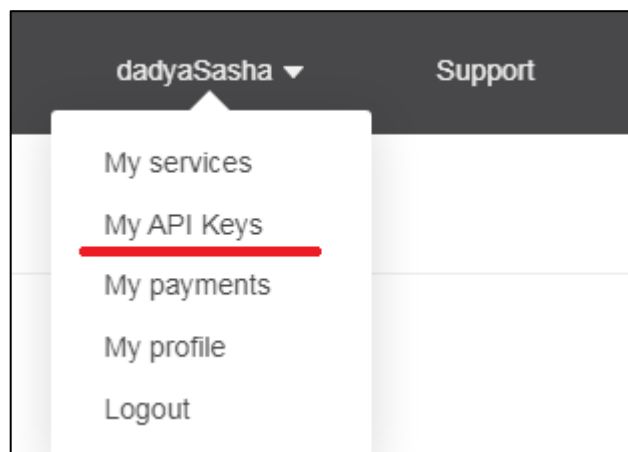 dadyaSasha Support
My services
My API Keys
My payments
My profile
Logout